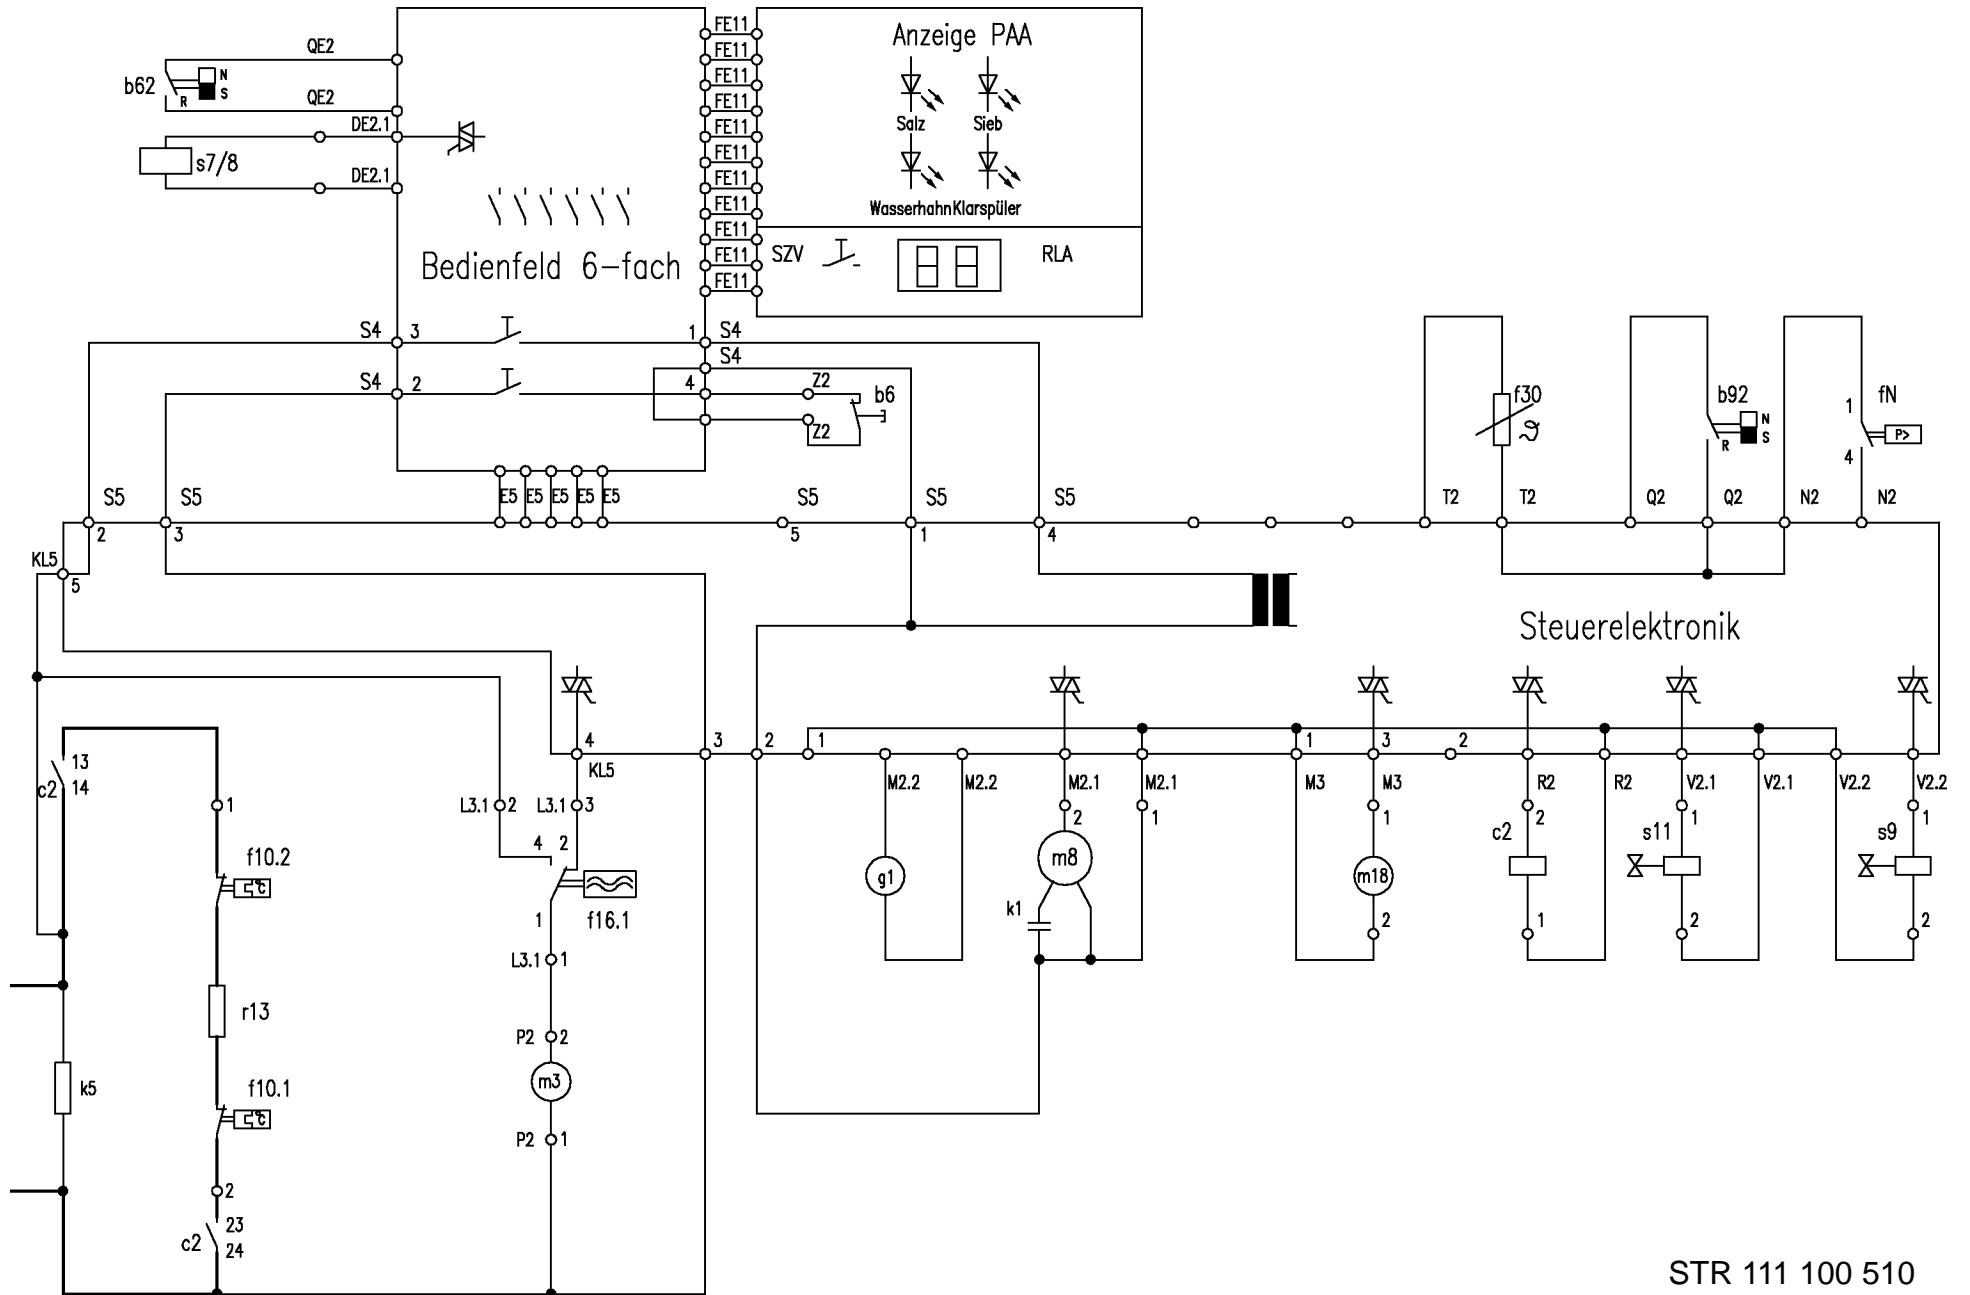 FE11
Anzeige PAA
QE2
FE11
b62
N
S
R
FE11
QE2
FE11
DE2.1
FE11
Salz
Sieb
s7/8
FE11
DE2.1
FE11
FE11
Wasserhahn Klarspüler
FE11
Bedienfeld 6-fach
FE11
SZV
RLA
FE11
S4
3
1
S4
S4
S4
2
4
Z2
b6
Z2
f30
ϑ
b92
N
S
R
fN
1
P>
4
S5
S5
E5
E5
E5
E5
E5
S5
S5
S5
T2
T2
Q2
Q2
N2
N2
2
3
5
1
4
KL5
5
Steuerelektronik
4
3
2
1
1
3
2
KL5
13
14
c2
M2.2
M2.2
M2.1
M2.1
M3
M3
R2
R2
V2.1
V2.1
V2.2
V2.2
1
L3.1
2
L3.1
3
2
1
1
2
1
1
4
2
m8
c2
s11
s9
f10.2
°C
g1
m18
1
f16.1
k1
2
1
2
2
L3.1
1
r13
P2
2
k5
m3
f10.1
°C
P2
1
2
23
c2
24
STR 111 100 510